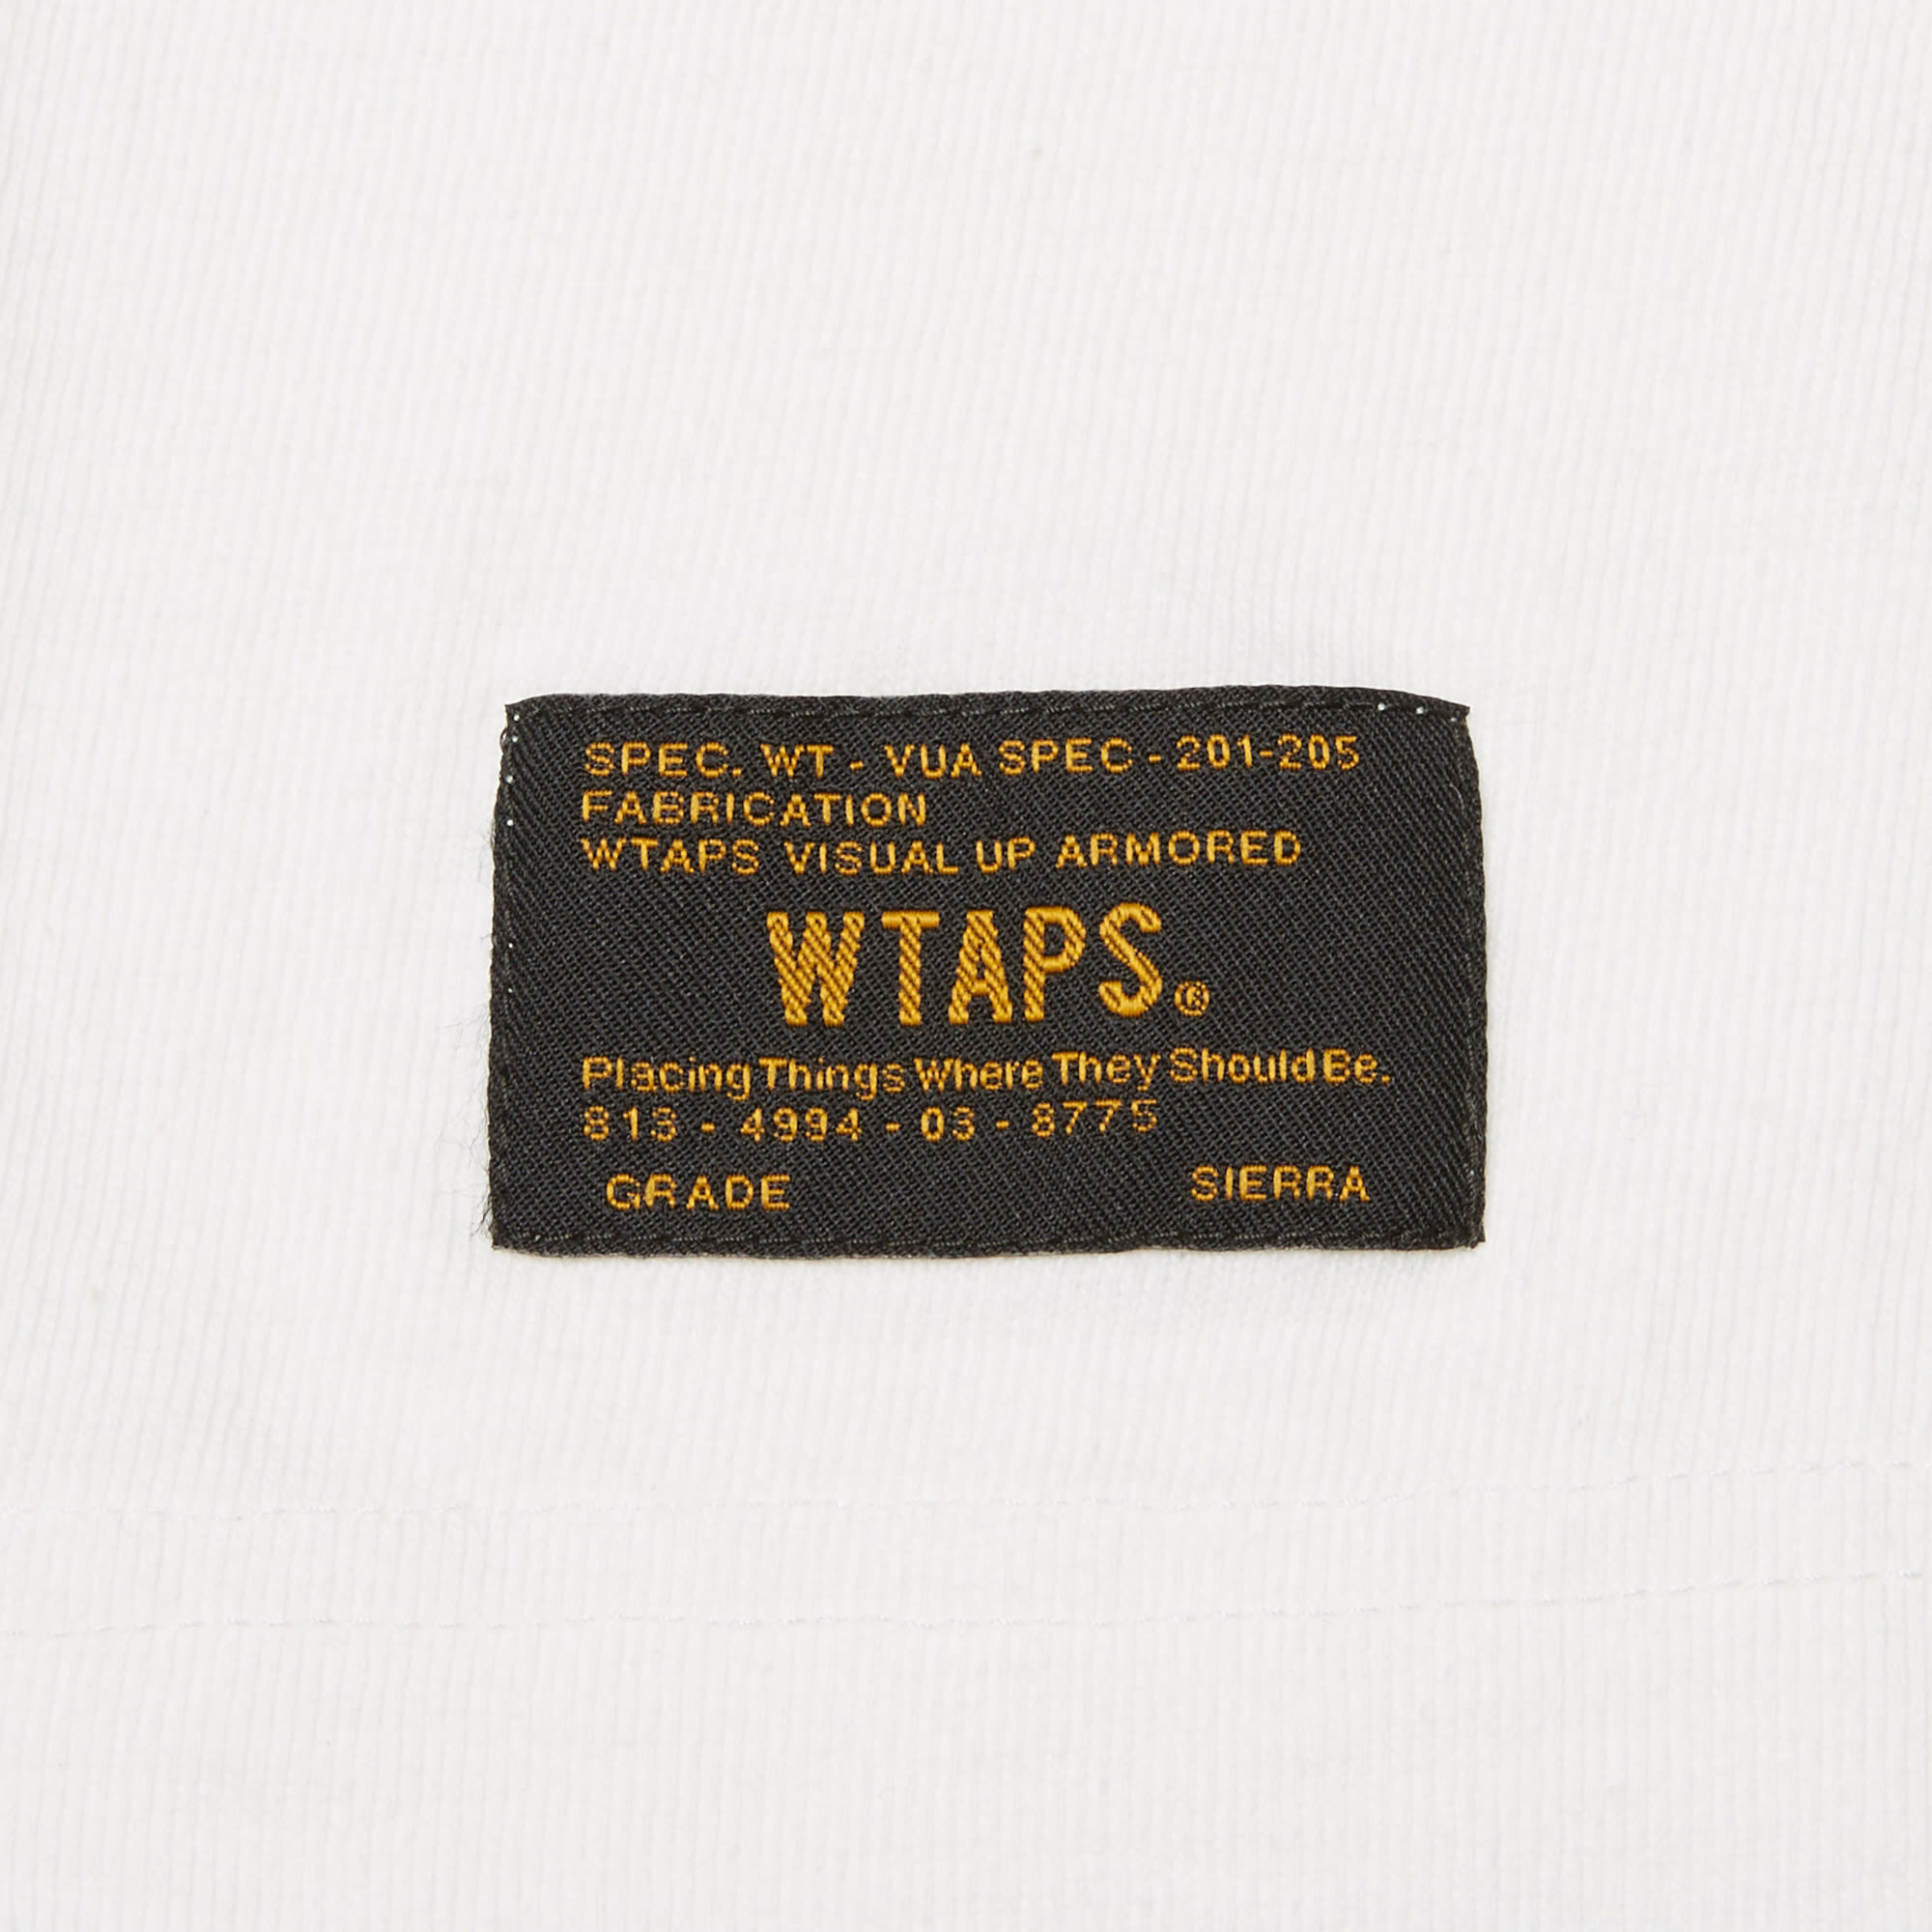 SPEC. WT - VUA SPEC - 201-205
FABRICATION
WTAPS VISUAL UP ARMORED
WTAPS.®
Placing Things Where They Should Be.
813 - 4994 - 03 - 8775
GRADE SIERRA